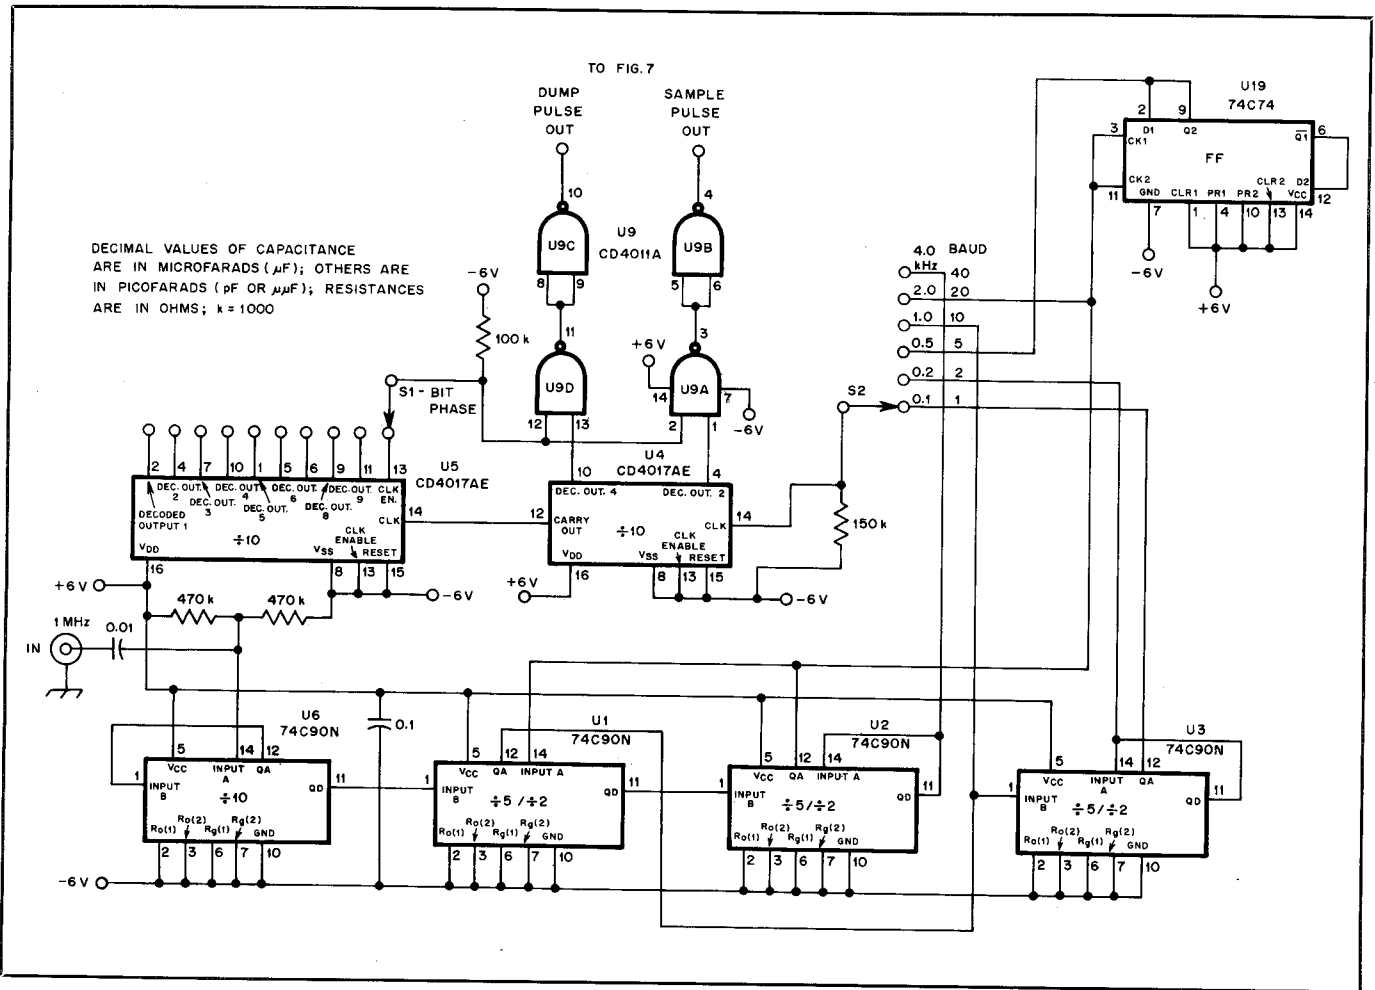 TO FIG. 7
DUMP PULSE OUT
SAMPLE PULSE OUT
10
4
U9C
U9
CD4011A
U9B
8
9
5
6
11
3
U9D
U9A
+6V
14
7
-6V
12
13
2
1
DECIMAL VALUES OF CAPACITANCE
ARE IN MICROFARADS (μF); OTHERS ARE
IN PICOFARADS (pF OR μμF); RESISTANCES
ARE IN OHMS; k = 1000
-6V
100 k
S1 - BIT PHASE
U19
74C74
2
9
3
D1
Q2
Q1
6
CK1
FF
CK2
CLR 2
D2
11
GND
CLR 1
PR1
PR2
VCC
12
7
1
4
10
13
14
-6V
+6V
4.0
BAUD
kHz
40
2.0
20
1.0
10
0.5
5
0.2
2
0.1
1
S2
150 k
2
4
7
10
1
5
6
9
11
13
U5
CD4017AE
DECODED OUTPUT 1
DEC. OUT. 2
DEC. OUT. 3
DEC. OUT. 4
DEC. OUT. 5
DEC. OUT. 6
DEC. OUT. 8
DEC. OUT. 9
CLK EN.
CLK
14
÷10
VDD
VSS
CLK ENABLE
RESET
16
8
13
15
+6V
-6V
U4
CD4017AE
10
4
DEC. OUT. 4
DEC. OUT. 2
12
CARRY OUT
÷10
CLK
14
VDD
VSS
CLK ENABLE
RESET
16
8
13
15
+6V
-6V
470 k
470 k
1 MHz
IN
0.01
0.1
U6
74C90N
5
14
12
VCC
INPUT A
QA
1
INPUT B
÷10
QD
11
Ro(1)
Ro(2)
Rg(1)
Rg(2)
GND
2
3
6
7
10
-6V
U1
74C90N
5
12
14
VCC
QA
INPUT A
1
INPUT B
÷5/÷2
QD
11
Ro(1)
Ro(2)
Rg(1)
Rg(2)
GND
2
3
6
7
10
U2
74C90N
5
12
14
VCC
QA
INPUT A
1
INPUT B
÷5/÷2
QD
11
Ro(1)
Ro(2)
Rg(1)
Rg(2)
GND
2
3
6
7
10
U3
74C90N
5
14
12
VCC
INPUT A
QA
1
INPUT B
÷5/÷2
QD
11
Ro(1)
Ro(2)
Rg(1)
Rg(2)
GND
2
3
6
7
10